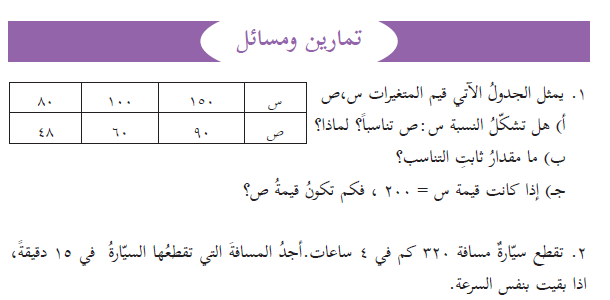 تمارين ومسائل
١. يمثل الجدولُ الآتي قيم المتغيرات س،ص
س ١٥٠ ١٠٠ ٨٠
ص ٩٠ ٦٠ ٤٨
أ) هل تشكّلُ النسبة س:ص تناسباً؟ لماذا؟
ب) ما مقدارُ ثابتِ التناسب؟
جـ) إذا كانت قيمة س = ٢٠٠ ، فكم تكونُ قيمةُ ص؟
٢. تقطع سيّارةٌ مسافة ٣٢٠ كم في ٤ ساعات.أجدُ المسافةَ التي تقطعُها السيّارةُ في ١٥ دقيقةً،
اذا بقيت بنفس السرعة.